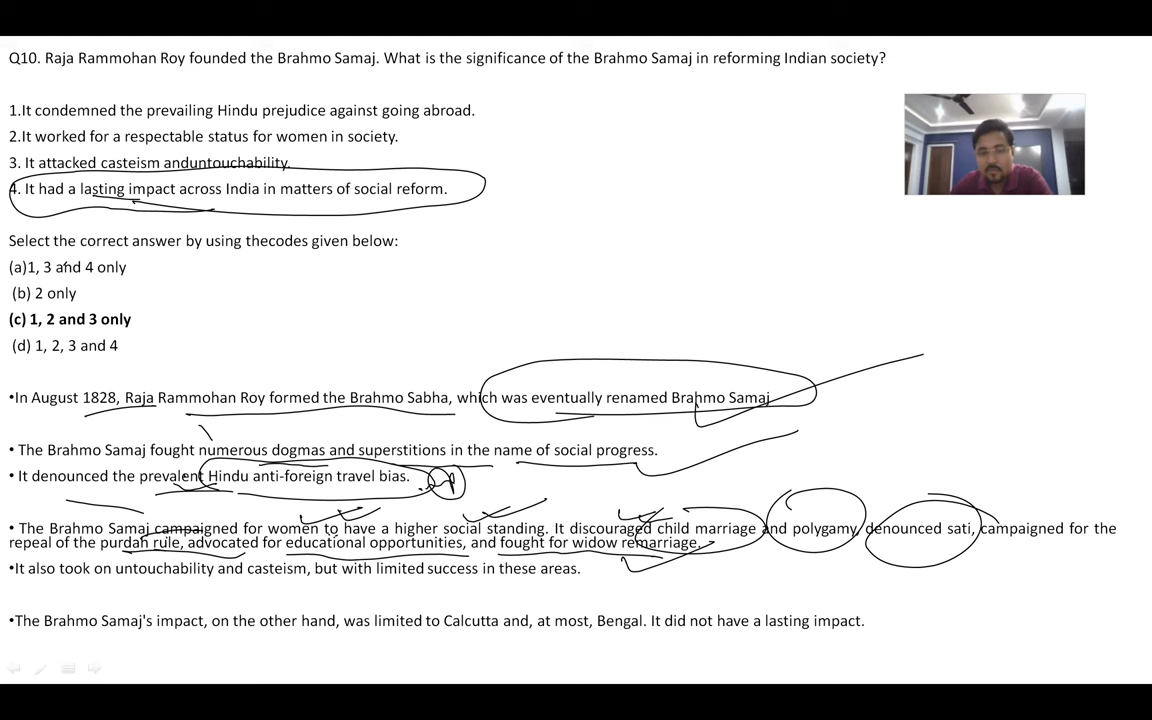 Q10. Raja Rammohan Roy founded the Brahmo Samaj. What is the significance of the Brahmo Samaj in reforming Indian society?
1.It condemned the prevailing Hindu prejudice against going abroad.
2.It worked for a respectable status for women in society.
3. It attacked casteism anduntouchability.
4. It had a lasting impact across India in matters of social reform.
Select the correct answer by using thecodes given below:
(a)1, 3 and 4 only
(b) 2 only
(c) 1, 2 and 3 only
(d) 1, 2, 3 and 4
•In August 1828, Raja Rammohan Roy formed the Brahmo Sabha, which was eventually renamed Brahmo Samaj
• The Brahmo Samaj fought numerous dogmas and superstitions in the name of social progress.
• It denounced the prevalent Hindu anti-foreign travel bias.
• The Brahmo Samaj campaigned for women to have a higher social standing. It discouraged child marriage and polygamy, denounced sati, campaigned for the
repeal of the purdah rule, advocated for educational opportunities, and fought for widow remarriage.
•It also took on untouchability and casteism, but with limited success in these areas.
•The Brahmo Samaj's impact, on the other hand, was limited to Calcutta and, at most, Bengal. It did not have a lasting impact.